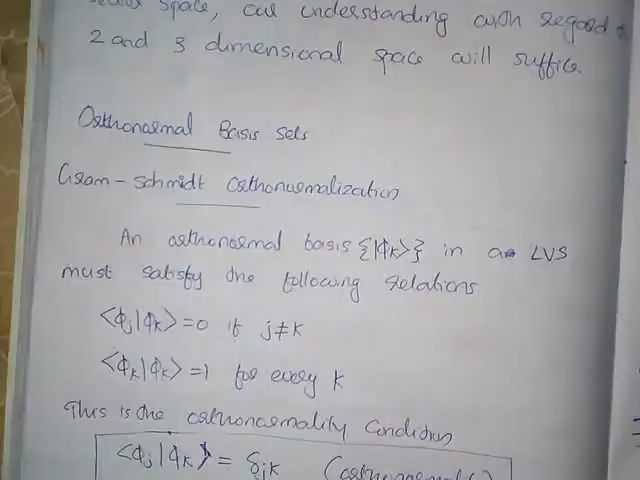 space, our understanding with regard
2 and 3 dimensional space will suffice.
Orthonormal Basis sets
Gram-Schmidt Orthonormalization
An orthonormal basis {|ϕk>} in a LVS
must satisfy the following relations
<ϕj|ϕk>=0 if j≠k
<ϕk|ϕk>=1 for every k
This is the orthonormality Condition
<ϕj|ϕk> = δjk